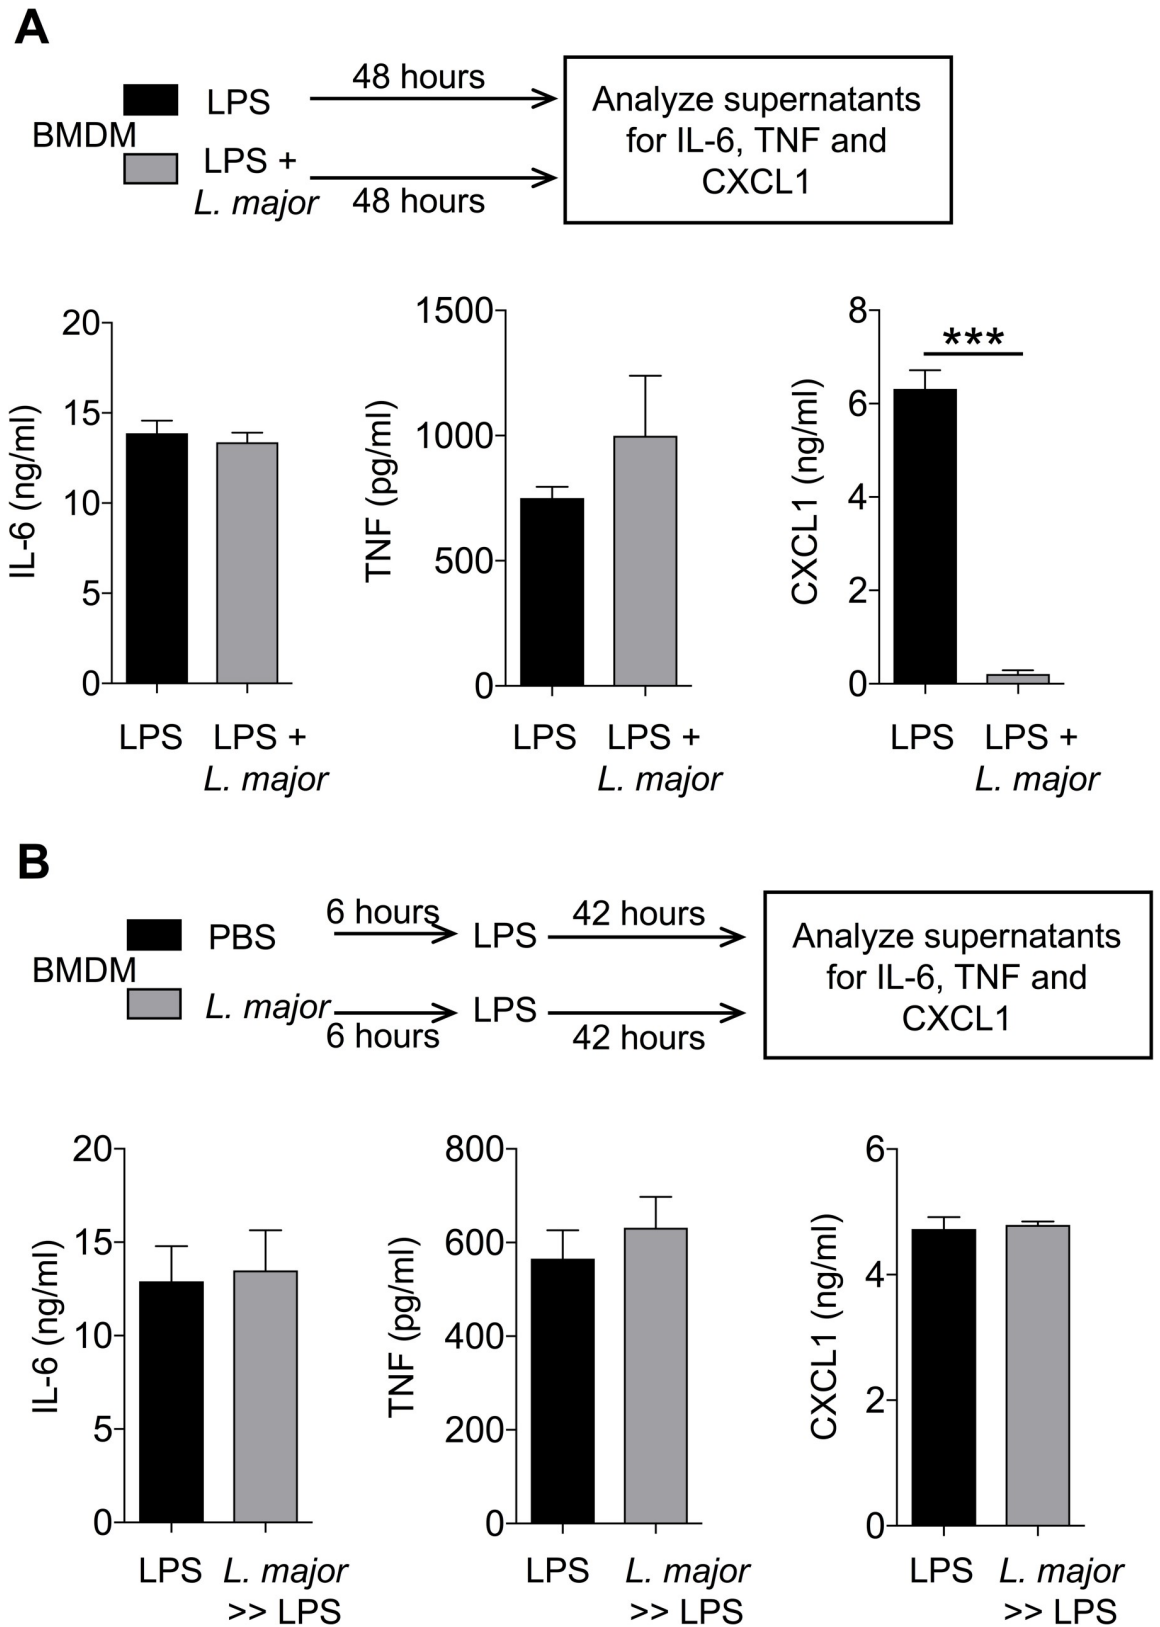 A
48 hours
LPS
BMDM
LPS +
L. major
48 hours
Analyze supernatants
for IL-6, TNF and
CXCL1
IL-6 (ng/ml)
20
15
10
5
0
LPS
LPS +
L. major
TNF (pg/ml)
1500
1000
500
0
LPS
LPS +
L. major
CXCL1 (ng/ml)
8
6
4
2
0
***
LPS
LPS +
L. major
B
6 hours
42 hours
PBS
LPS
BMDM
L. major
LPS
6 hours
42 hours
Analyze supernatants
for IL-6, TNF and
CXCL1
IL-6 (ng/ml)
20
15
10
5
0
LPS
L. major
>> LPS
TNF (pg/ml)
800
600
400
200
0
LPS
L. major
>> LPS
CXCL1 (ng/ml)
6
4
2
0
LPS
L. major
>> LPS